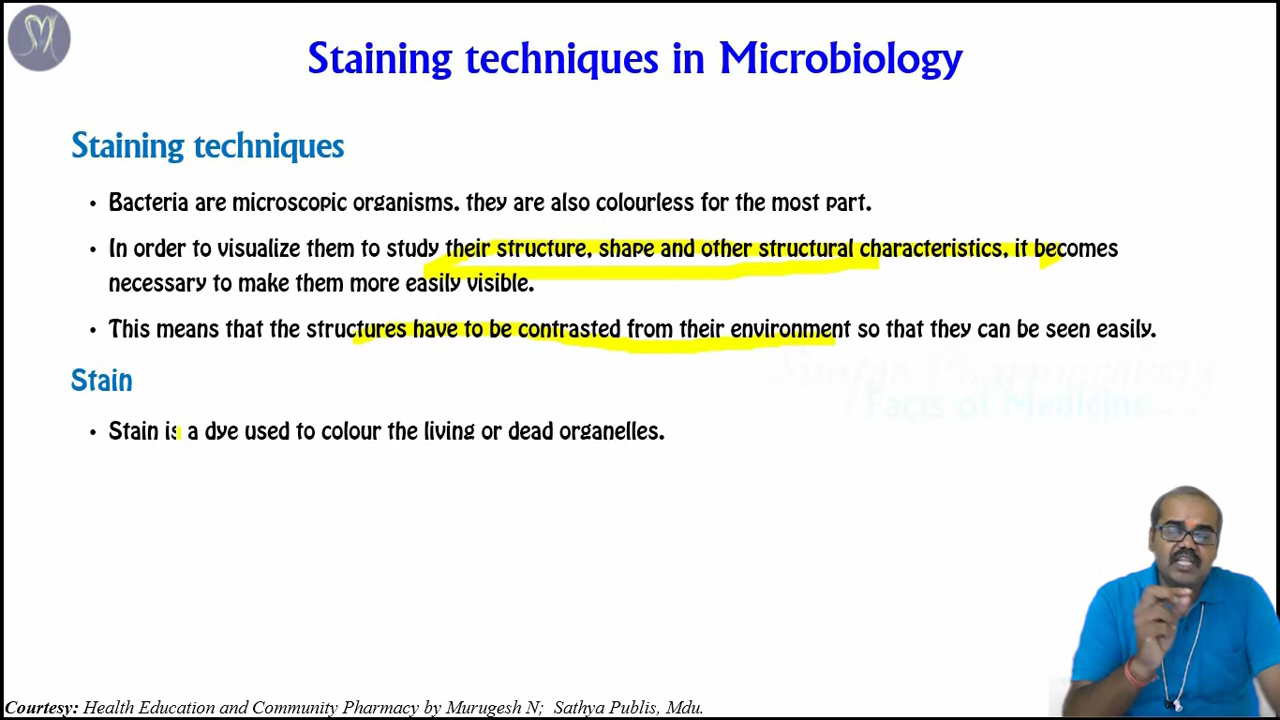 Staining techniques in Microbiology
Staining techniques
• Bacteria are microscopic organisms. they are also colourless for the most part.
• In order to visualize them to study their structure, shape and other structural characteristics, it becomes
necessary to make them more easily visible.
• This means that the structures have to be contrasted from their environment so that they can be seen easily.
Facts of Medicine
Stain
• Stain is a dye used to colour the living or dead organelles.
Courtesy: Health Education and Community Pharmacy by Murugesh N; Sathya Publis, Mdu.